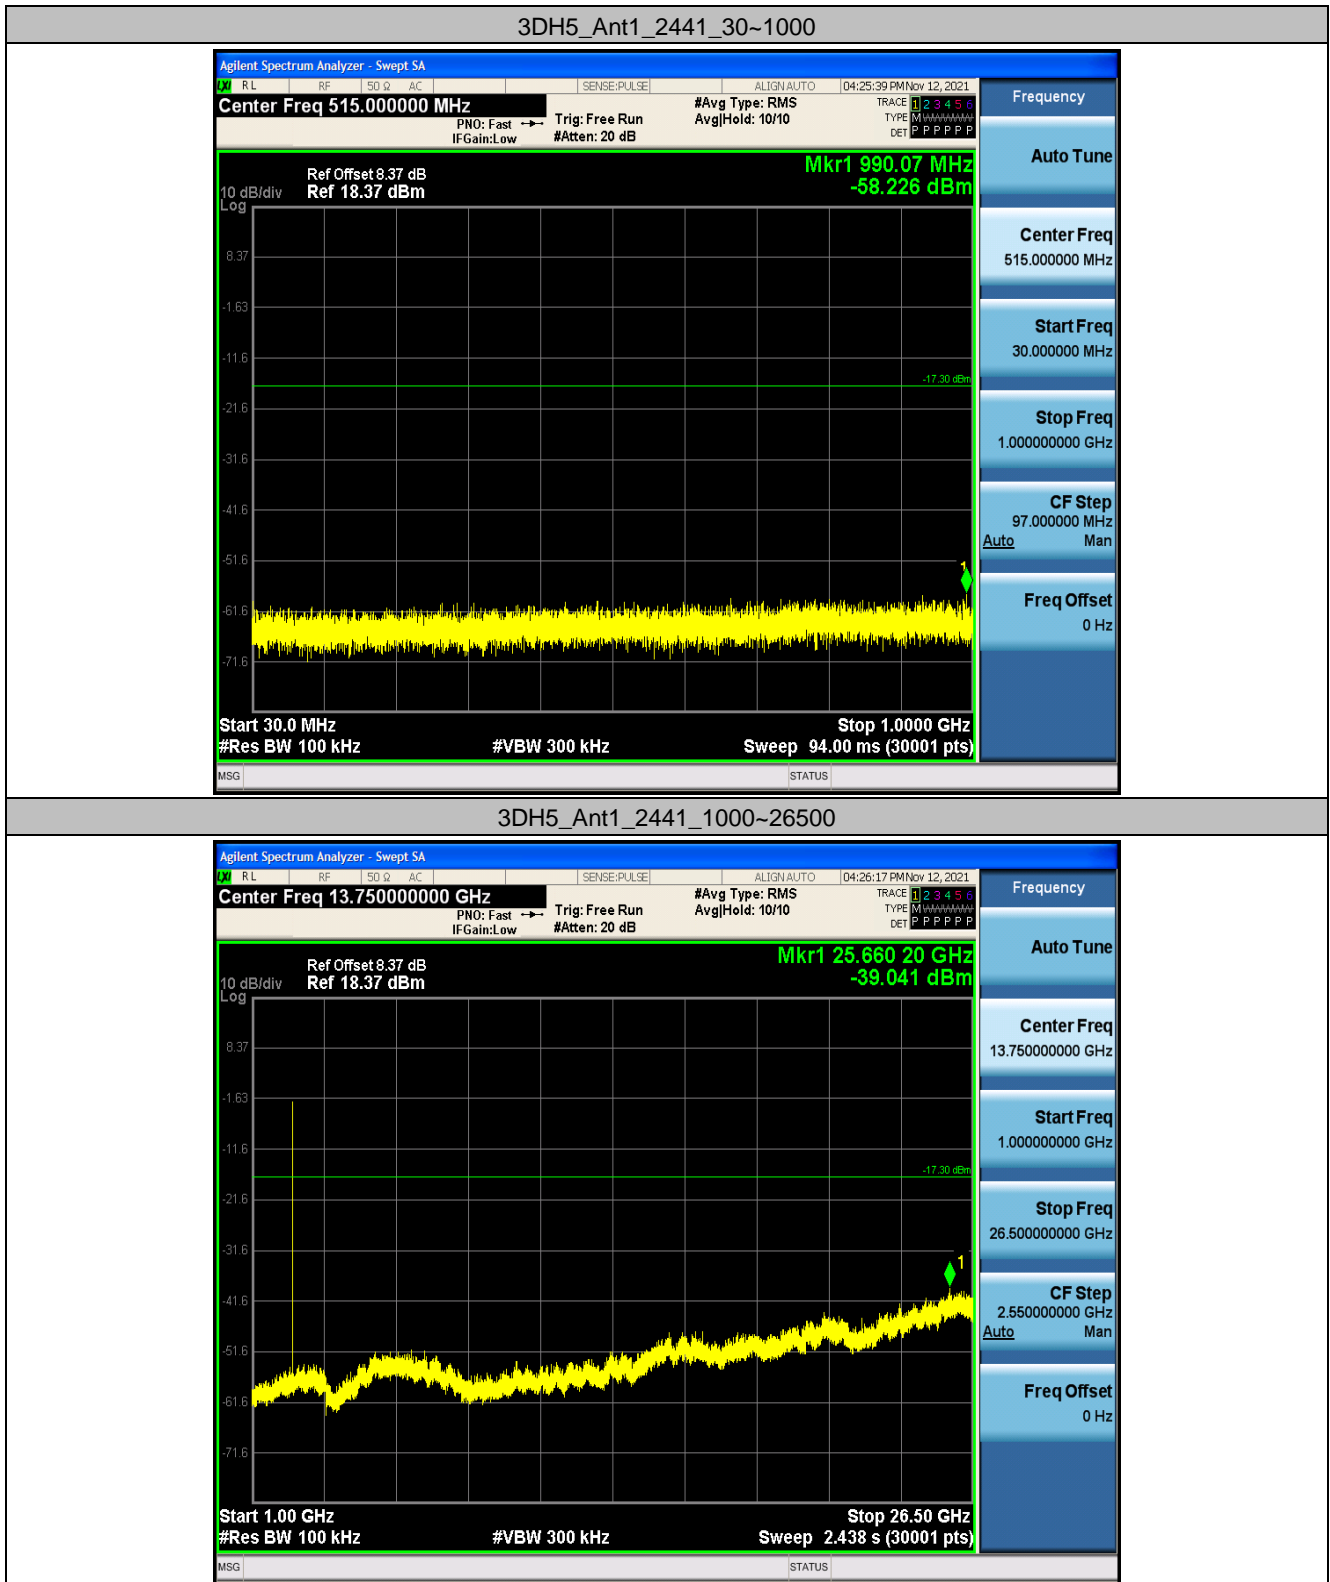 3DH5_Ant1_2441_30~1000
Agilent Spectrum Analyzer - Swept SA
LXI RL RF 50 Ω AC SENSE:PULSE ALIGN AUTO 04:25:39 PM Nov 12, 2021
Center Freq 515.000000 MHz
PNO: Fast
IFGain:Low
Trig: Free Run
#Atten: 20 dB
#Avg Type: RMS
Avg|Hold: 10/10
TRACE 1 2 3 4 5 6
TYPE M
DET P P P P P P
Frequency
Auto Tune
Center Freq
515.000000 MHz
Start Freq
30.000000 MHz
Stop Freq
1.000000000 GHz
CF Step
97.000000 MHz
Auto Man
Freq Offset
0 Hz
Mkr1 990.07 MHz
-58.226 dBm
Ref Offset 8.37 dB
10 dB/div Ref 18.37 dBm
Log
8.37
-1.63
-11.6
-17.30 dBm
-21.6
-31.6
-41.6
-51.6
1
-61.6
-71.6
Start 30.0 MHz Stop 1.0000 GHz
#Res BW 100 kHz #VBW 300 kHz Sweep 94.00 ms (30001 pts)
MSG STATUS
3DH5_Ant1_2441_1000~26500
Agilent Spectrum Analyzer - Swept SA
LXI RL RF 50 Ω AC SENSE:PULSE ALIGN AUTO 04:26:17 PM Nov 12, 2021
Center Freq 13.750000000 GHz
PNO: Fast
IFGain:Low
Trig: Free Run
#Atten: 20 dB
#Avg Type: RMS
Avg|Hold: 10/10
TRACE 1 2 3 4 5 6
TYPE M
DET P P P P P P
Frequency
Auto Tune
Center Freq
13.750000000 GHz
Start Freq
1.000000000 GHz
Stop Freq
26.500000000 GHz
CF Step
2.550000000 GHz
Auto Man
Freq Offset
0 Hz
Mkr1 25.660 20 GHz
-39.041 dBm
Ref Offset 8.37 dB
10 dB/div Ref 18.37 dBm
Log
8.37
-1.63
-11.6
-17.30 dBm
-21.6
-31.6
1
-41.6
-51.6
-61.6
-71.6
Start 1.00 GHz Stop 26.50 GHz
#Res BW 100 kHz #VBW 300 kHz Sweep 2.438 s (30001 pts)
MSG STATUS